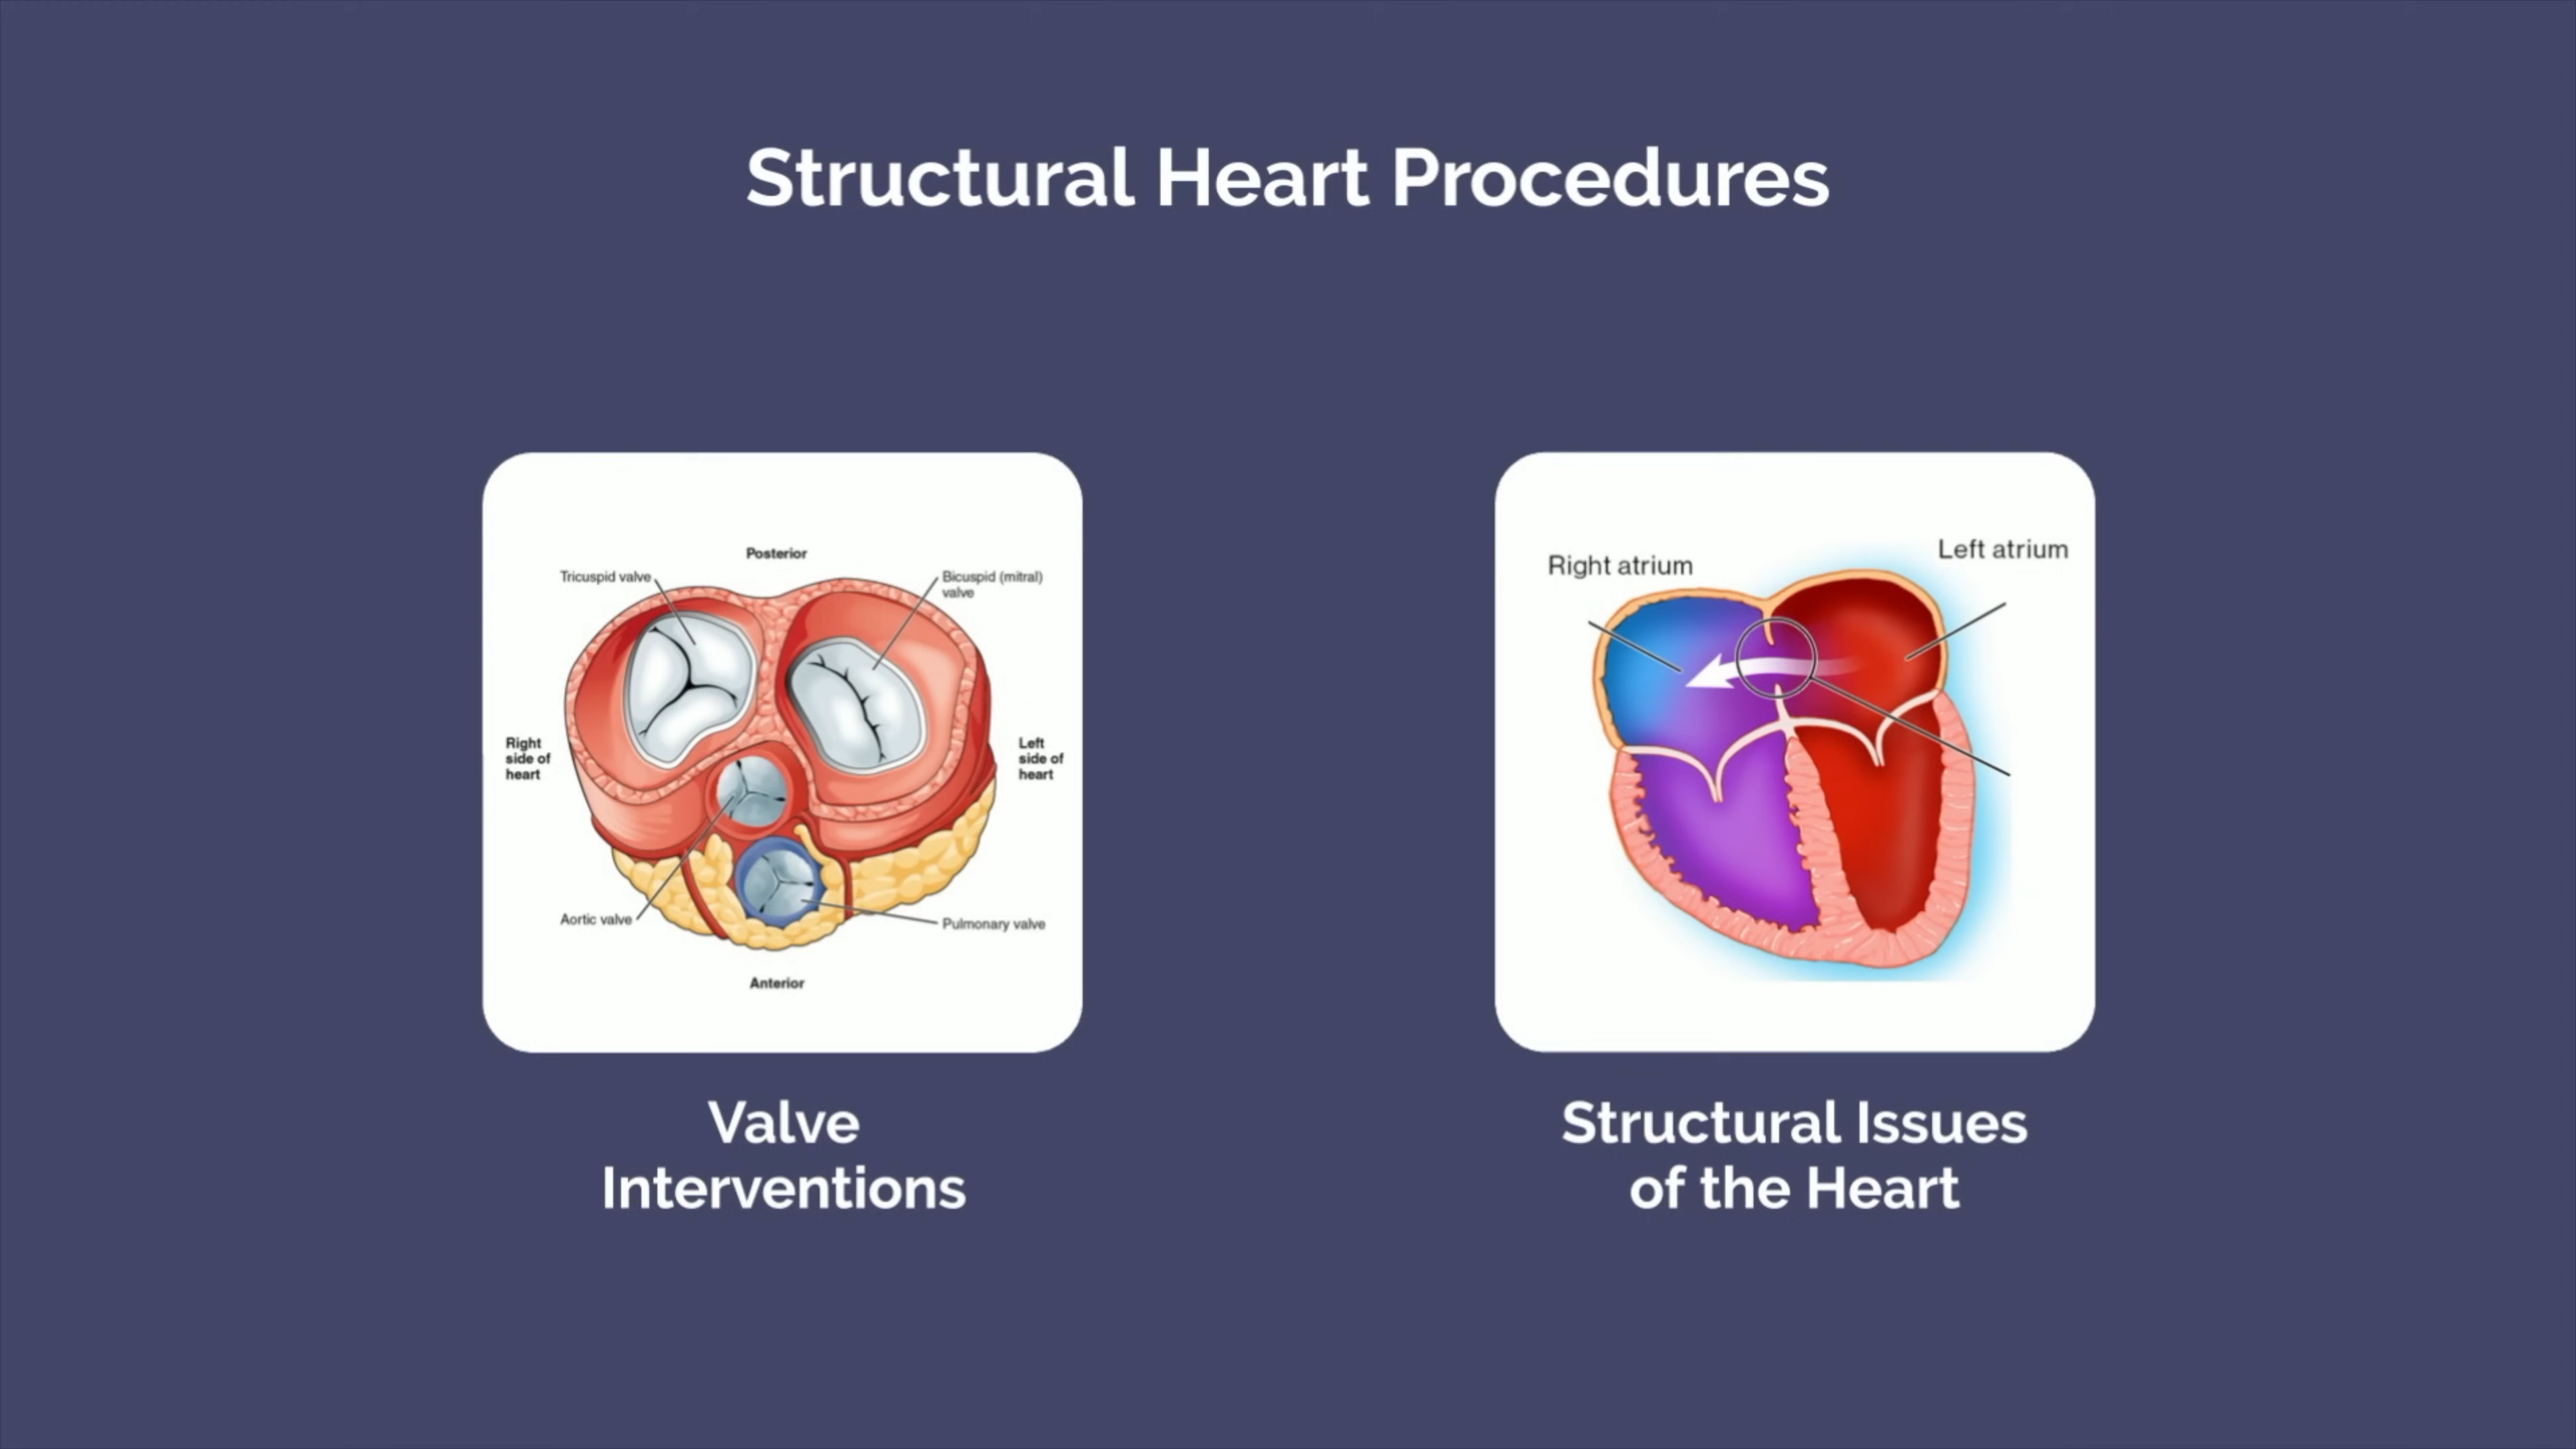 Structural Heart Procedures
Posterior
Tricuspid valve
Bicuspid (mitral)
valve
Right
side of
heart
Left
side of
heart
Aortic valve
Pulmonary valve
Anterior
Valve
Interventions
Right atrium
Left atrium
Structural Issues
of the Heart